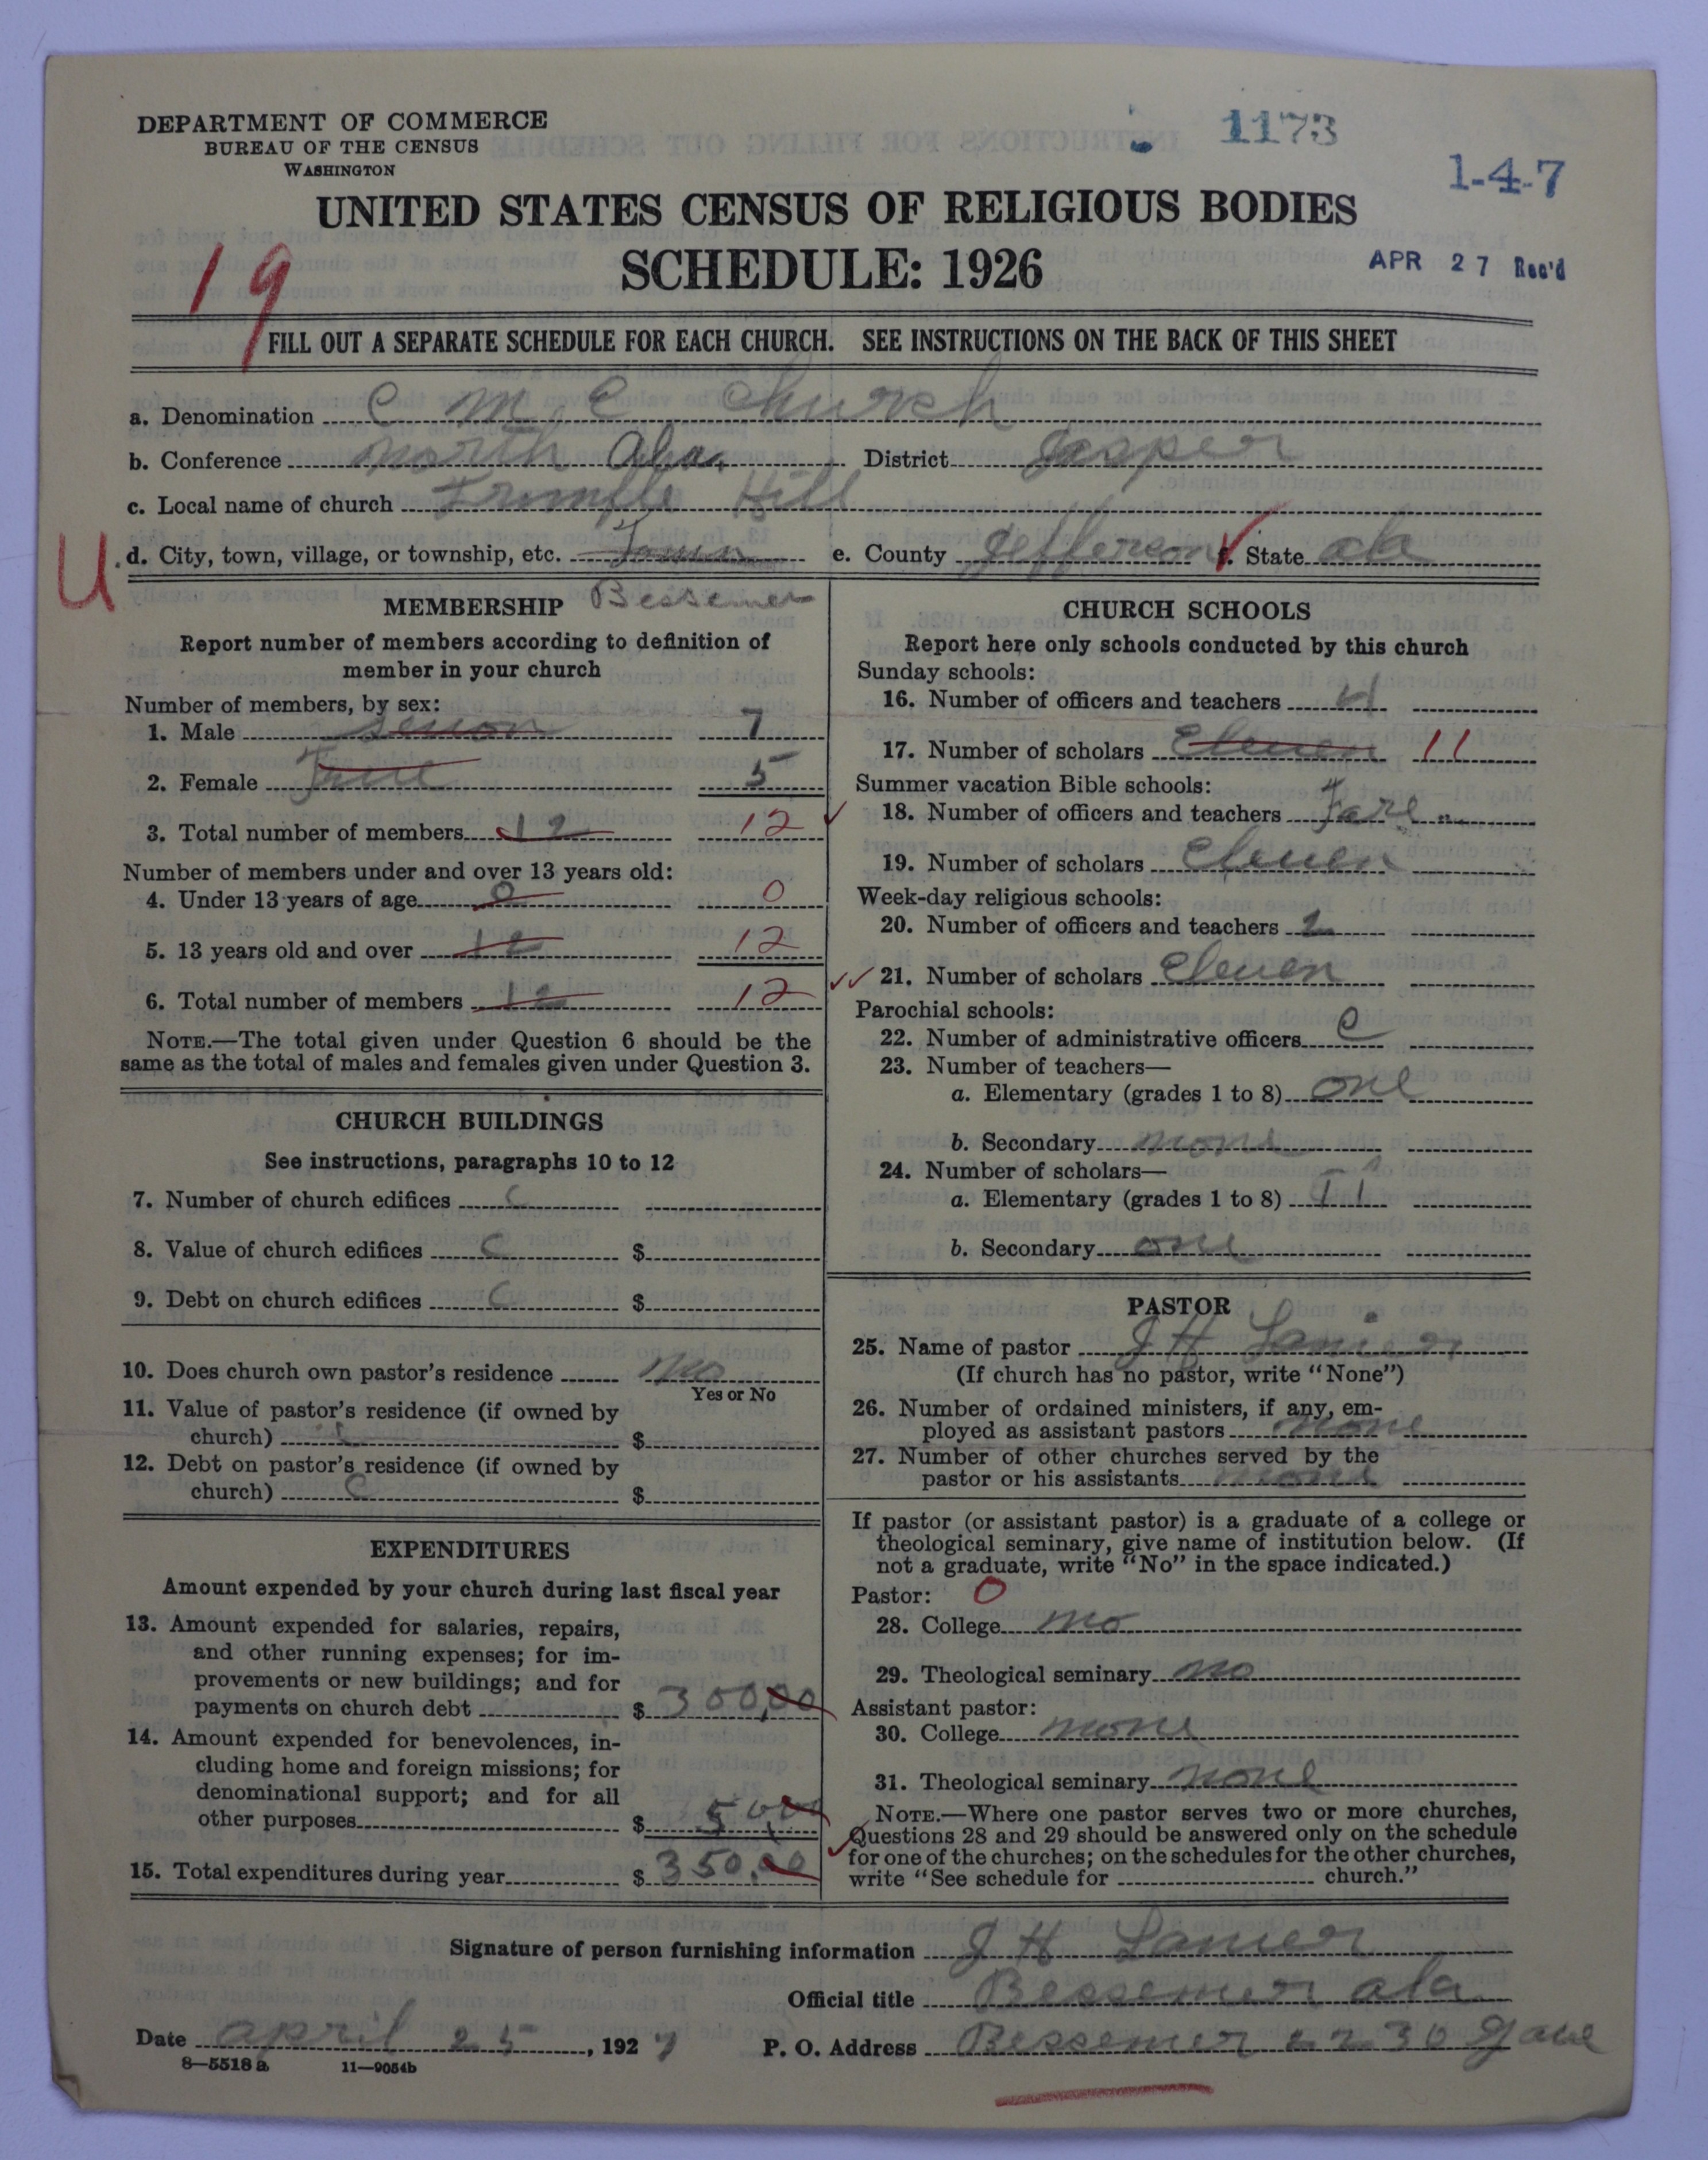 DEPARTMENT OF COMMERCE
BUREAU OF THE CENSUS
WASHINGTON
1173
1-4-7
UNITED STATES CENSUS OF RELIGIOUS BODIES
SCHEDULE: 1926
APR 27 Rec'd
19
FILL OUT A SEPARATE SCHEDULE FOR EACH CHURCH. SEE INSTRUCTIONS ON THE BACK OF THIS SHEET
a. Denomination C M E Church
b. Conference North Ala. District Jasper
c. Local name of church Hill
U d. City, town, village, or township, etc. Town e. County Jefferson f. State ala
Bessemer
MEMBERSHIP
Report number of members according to definition of
member in your church
Number of members, by sex:
1. Male 7
2. Female 5
3. Total number of members 12 12
Number of members under and over 13 years old:
4. Under 13 years of age 0 0
5. 13 years old and over 12 12
6. Total number of members 12 12
NOTE.—The total given under Question 6 should be the
same as the total of males and females given under Question 3.
CHURCH BUILDINGS
See instructions, paragraphs 10 to 12
7. Number of church edifices C
8. Value of church edifices C $
9. Debt on church edifices C $
10. Does church own pastor's residence no
Yes or No
11. Value of pastor's residence (if owned by
church) $
12. Debt on pastor's residence (if owned by
church) C $
EXPENDITURES
Amount expended by your church during last fiscal year
13. Amount expended for salaries, repairs,
and other running expenses; for im-
provements or new buildings; and for
payments on church debt $ 300,00
14. Amount expended for benevolences, in-
cluding home and foreign missions; for
denominational support; and for all
other purposes $ 50,00
15. Total expenditures during year $ 350.00
CHURCH SCHOOLS
Report here only schools conducted by this church
Sunday schools:
16. Number of officers and teachers 4
17. Number of scholars Eleven 11
Summer vacation Bible schools:
18. Number of officers and teachers
19. Number of scholars Eleven
Week-day religious schools:
20. Number of officers and teachers 2
21. Number of scholars Eleven
Parochial schools:
22. Number of administrative officers C
23. Number of teachers—
a. Elementary (grades 1 to 8) one
b. Secondary none
24. Number of scholars—
a. Elementary (grades 1 to 8) 11
b. Secondary one
PASTOR
25. Name of pastor J H Lanier
(If church has no pastor, write "None")
26. Number of ordained ministers, if any, em-
ployed as assistant pastors none
27. Number of other churches served by the
pastor or his assistants none
If pastor (or assistant pastor) is a graduate of a college or
theological seminary, give name of institution below. (If
not a graduate, write "No" in the space indicated.)
Pastor: 0
28. College no
29. Theological seminary no
Assistant pastor:
30. College none
31. Theological seminary none
NOTE.—Where one pastor serves two or more churches,
Questions 28 and 29 should be answered only on the schedule
for one of the churches; on the schedules for the other churches,
write "See schedule for church."
Signature of person furnishing information J H Lanier
Official title Bessemer ala
Date april 25, 1927 P. O. Address Bessemer 2230 9 ave
8—5518a 11—9054b